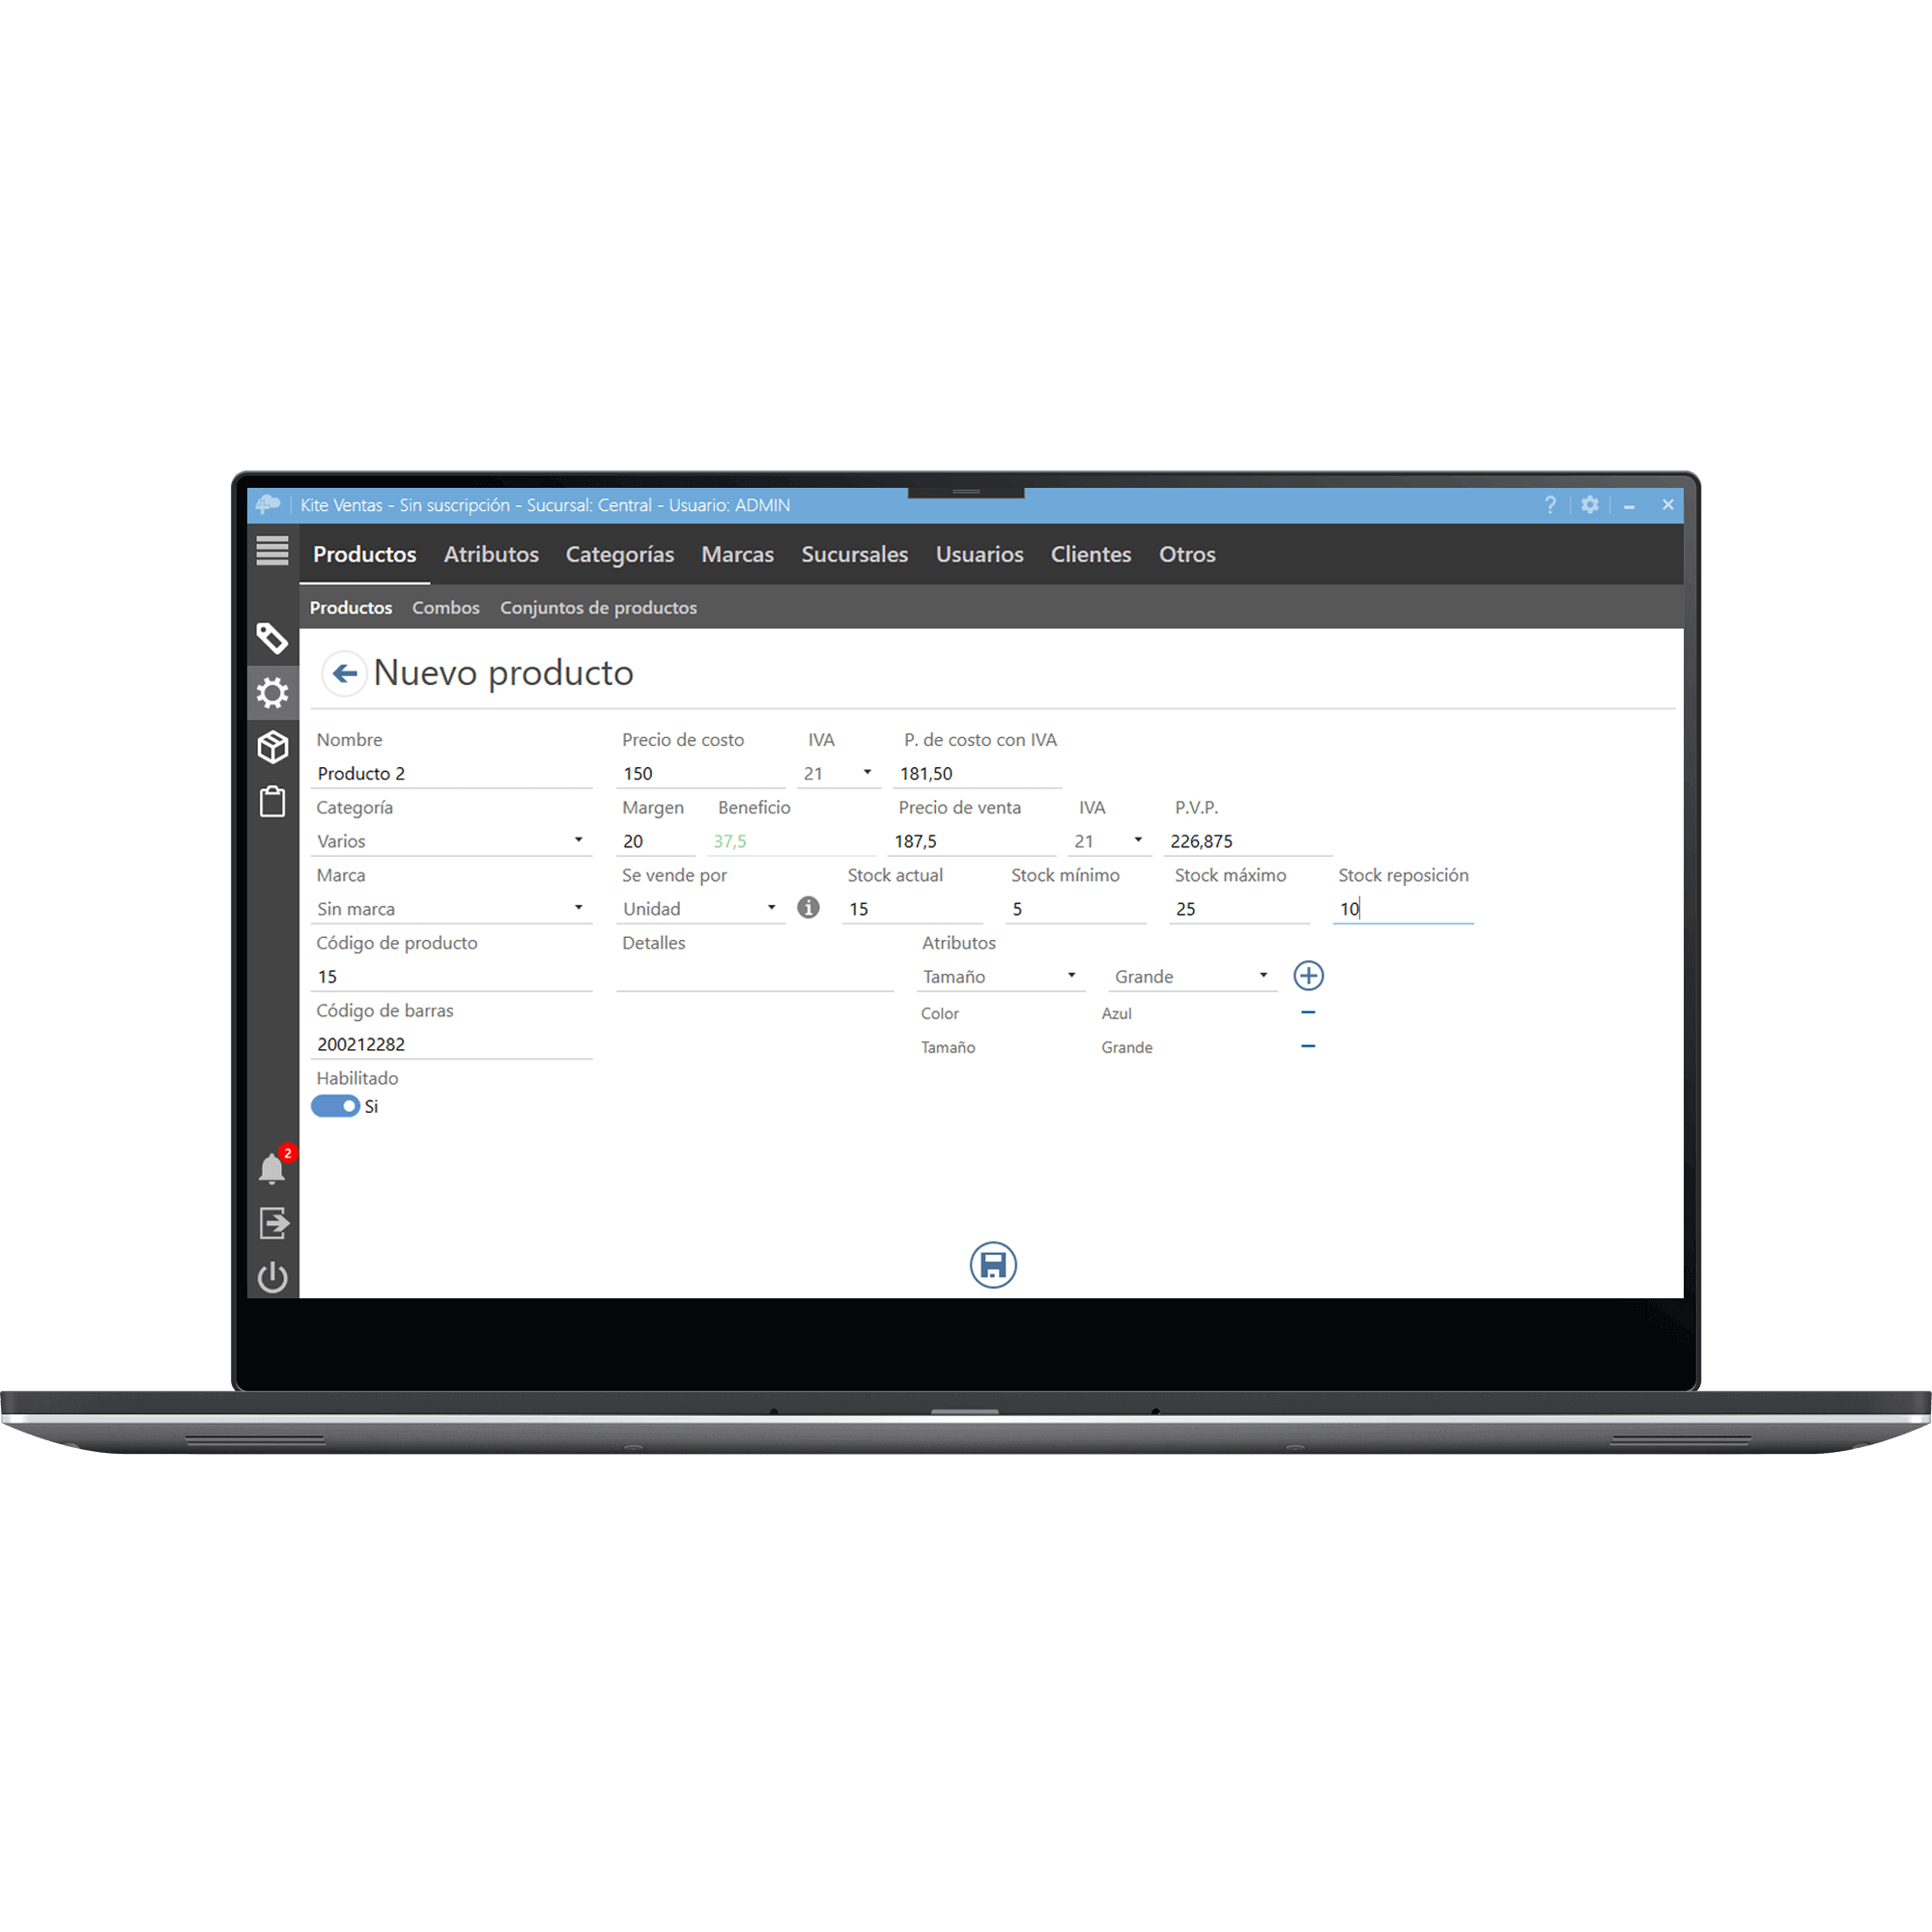 Kite Ventas - Sin suscripción - Sucursal: Central - Usuario: ADMIN
?
Productos Atributos Categorías Marcas Sucursales Usuarios Clientes Otros
Productos Combos Conjuntos de productos
Nuevo producto
Nombre Precio de costo IVA P. de costo con IVA
Producto 2 150 21 181,50
Categoría Margen Beneficio Precio de venta IVA P.V.P.
Varios 20 37,5 187,5 21 226,875
Marca Se vende por Stock actual Stock mínimo Stock máximo Stock reposición
Sin marca Unidad 15 5 25 10
Código de producto Detalles Atributos
15 Tamaño Grande
Código de barras Color Azul
200212282 Tamaño Grande
Habilitado
Si
2